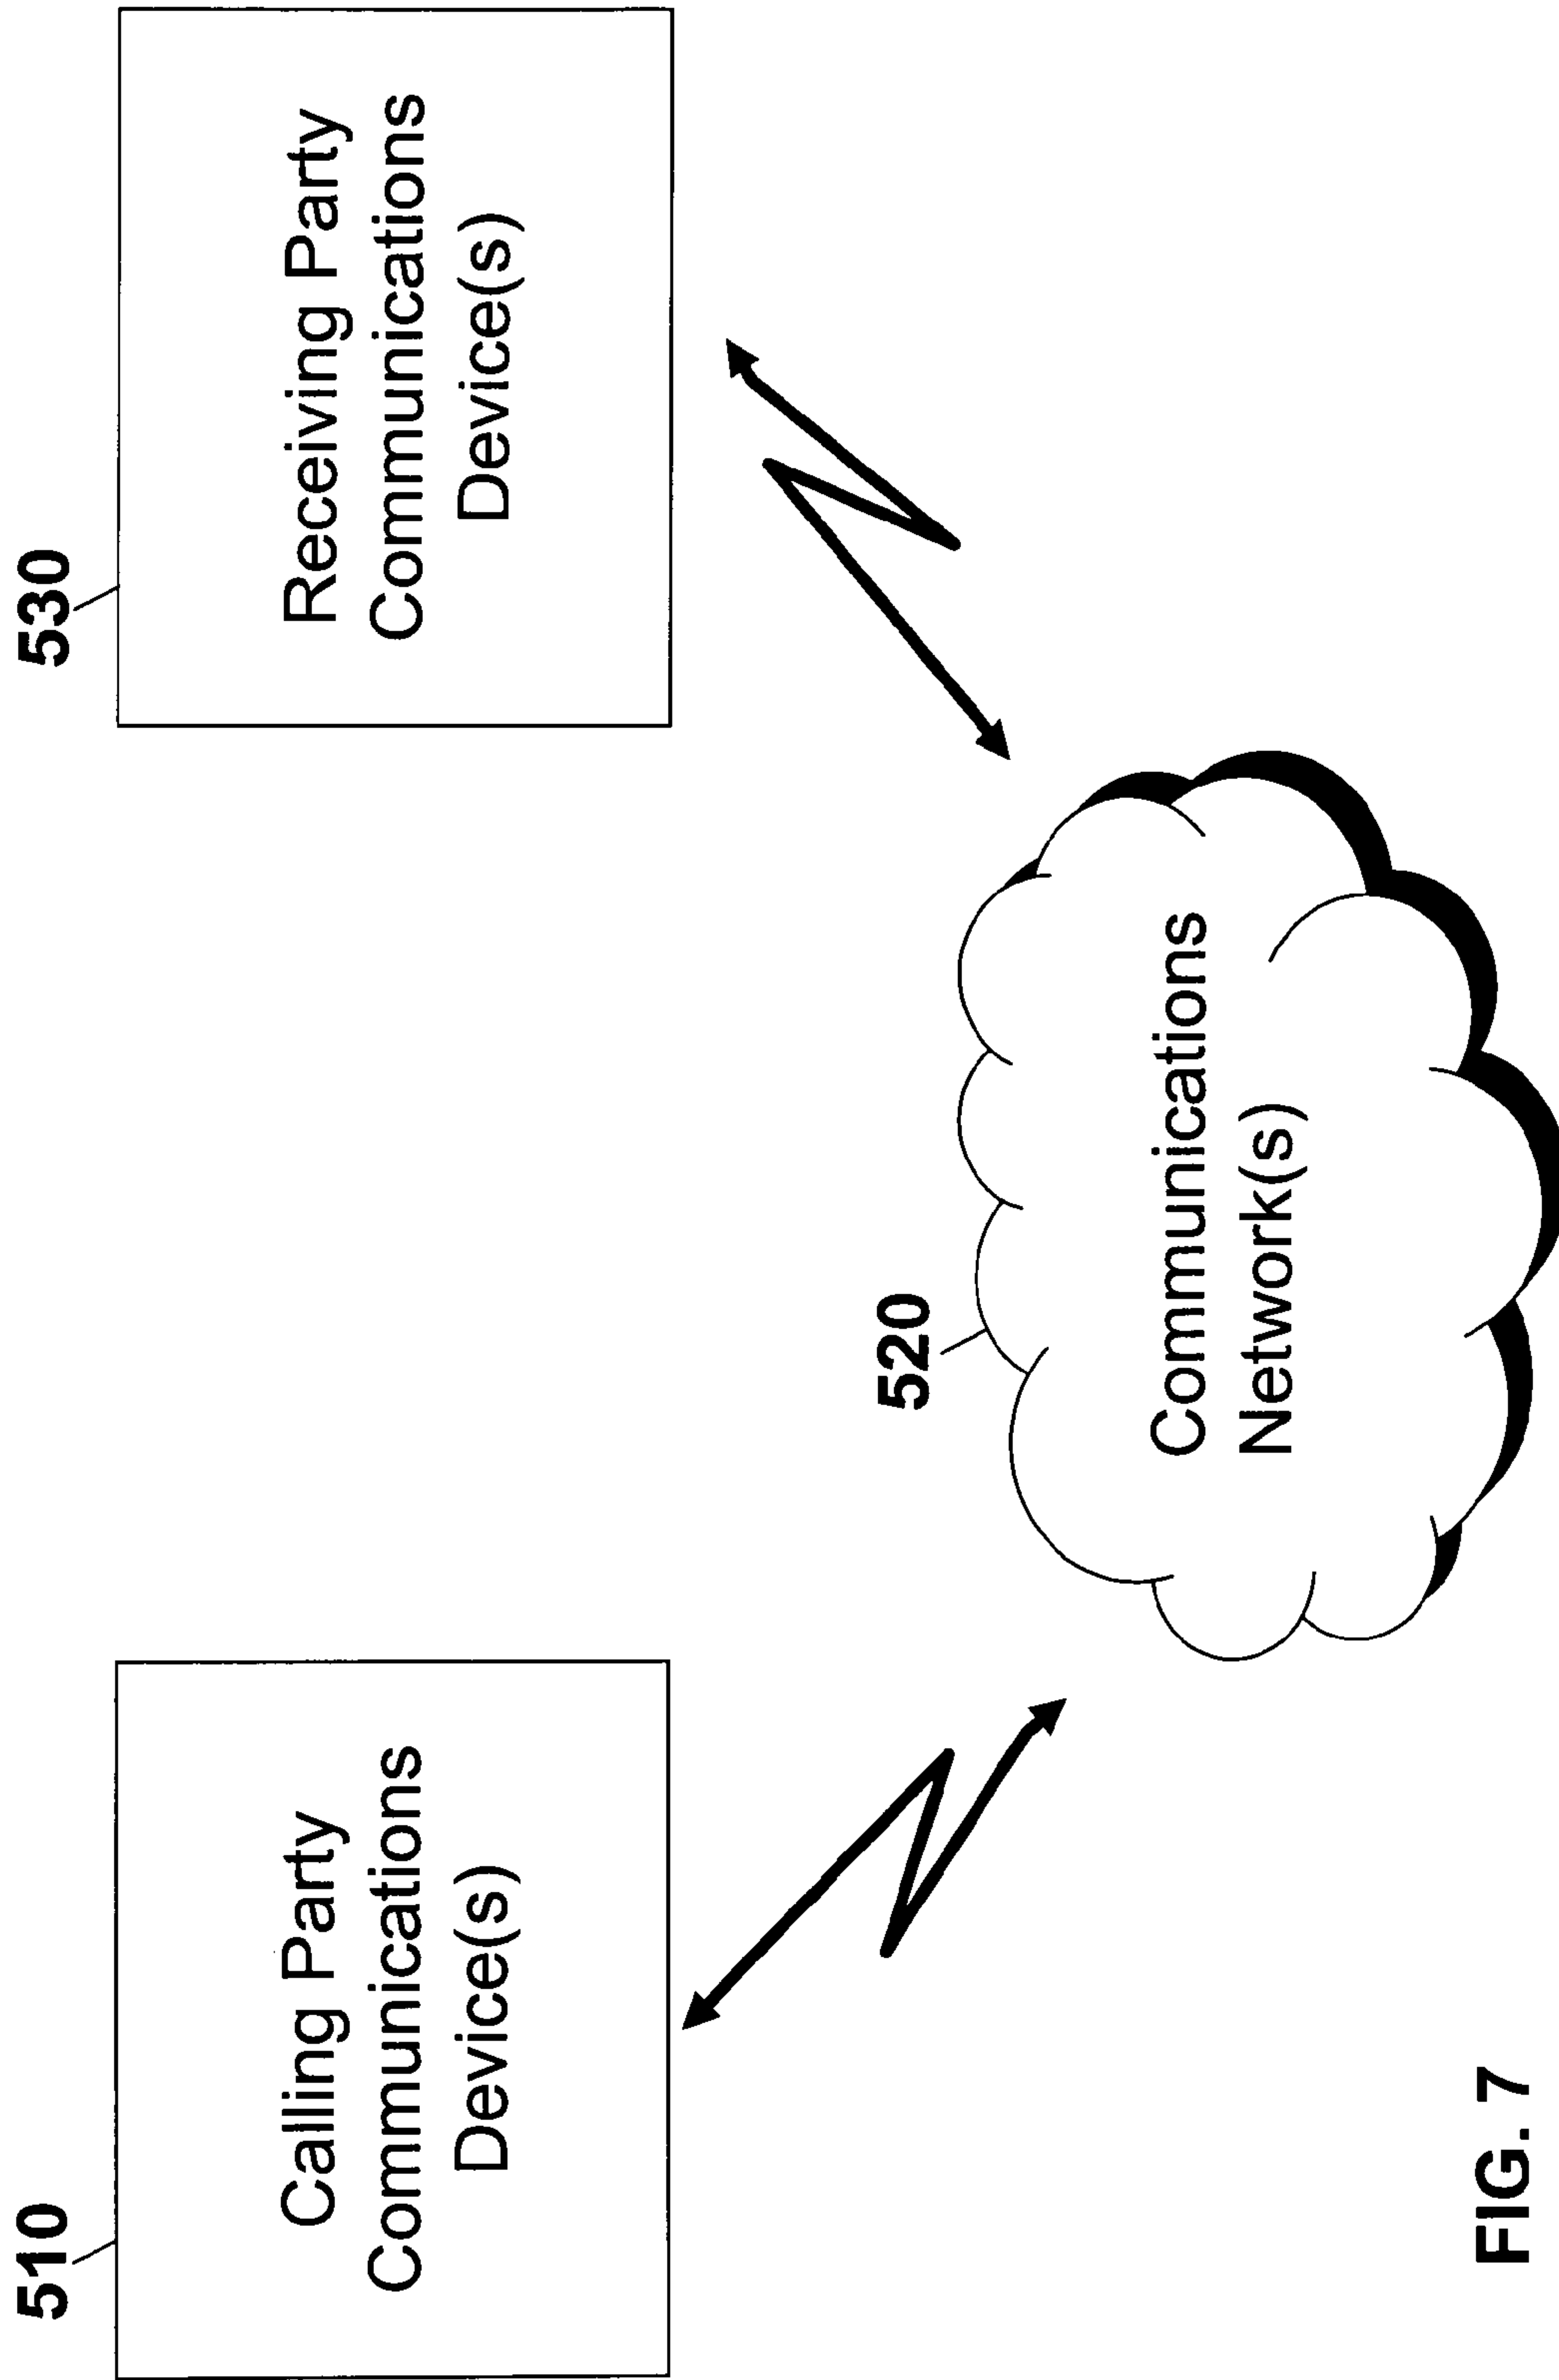 510
Calling Party
Communications
Device(s)
520
Communications
Network(s)
530
Receiving Party
Communications
Device(s)
FIG. 7